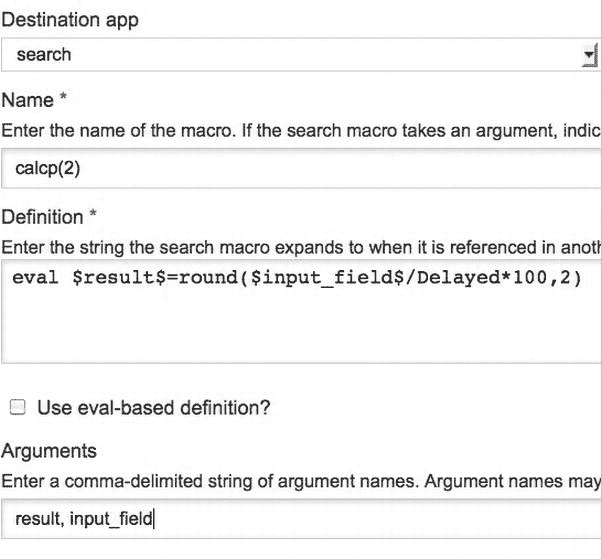 Destination app
search
Name *
Enter the name of the macro. If the search macro takes an argument, indic
calcp(2)
Definition *
Enter the string the search macro expands to when it is referenced in anoth
eval $result$=round($input_field$/Delayed*100,2)
Use eval-based definition?
Arguments
Enter a comma-delimited string of argument names. Argument names may
result, input_field